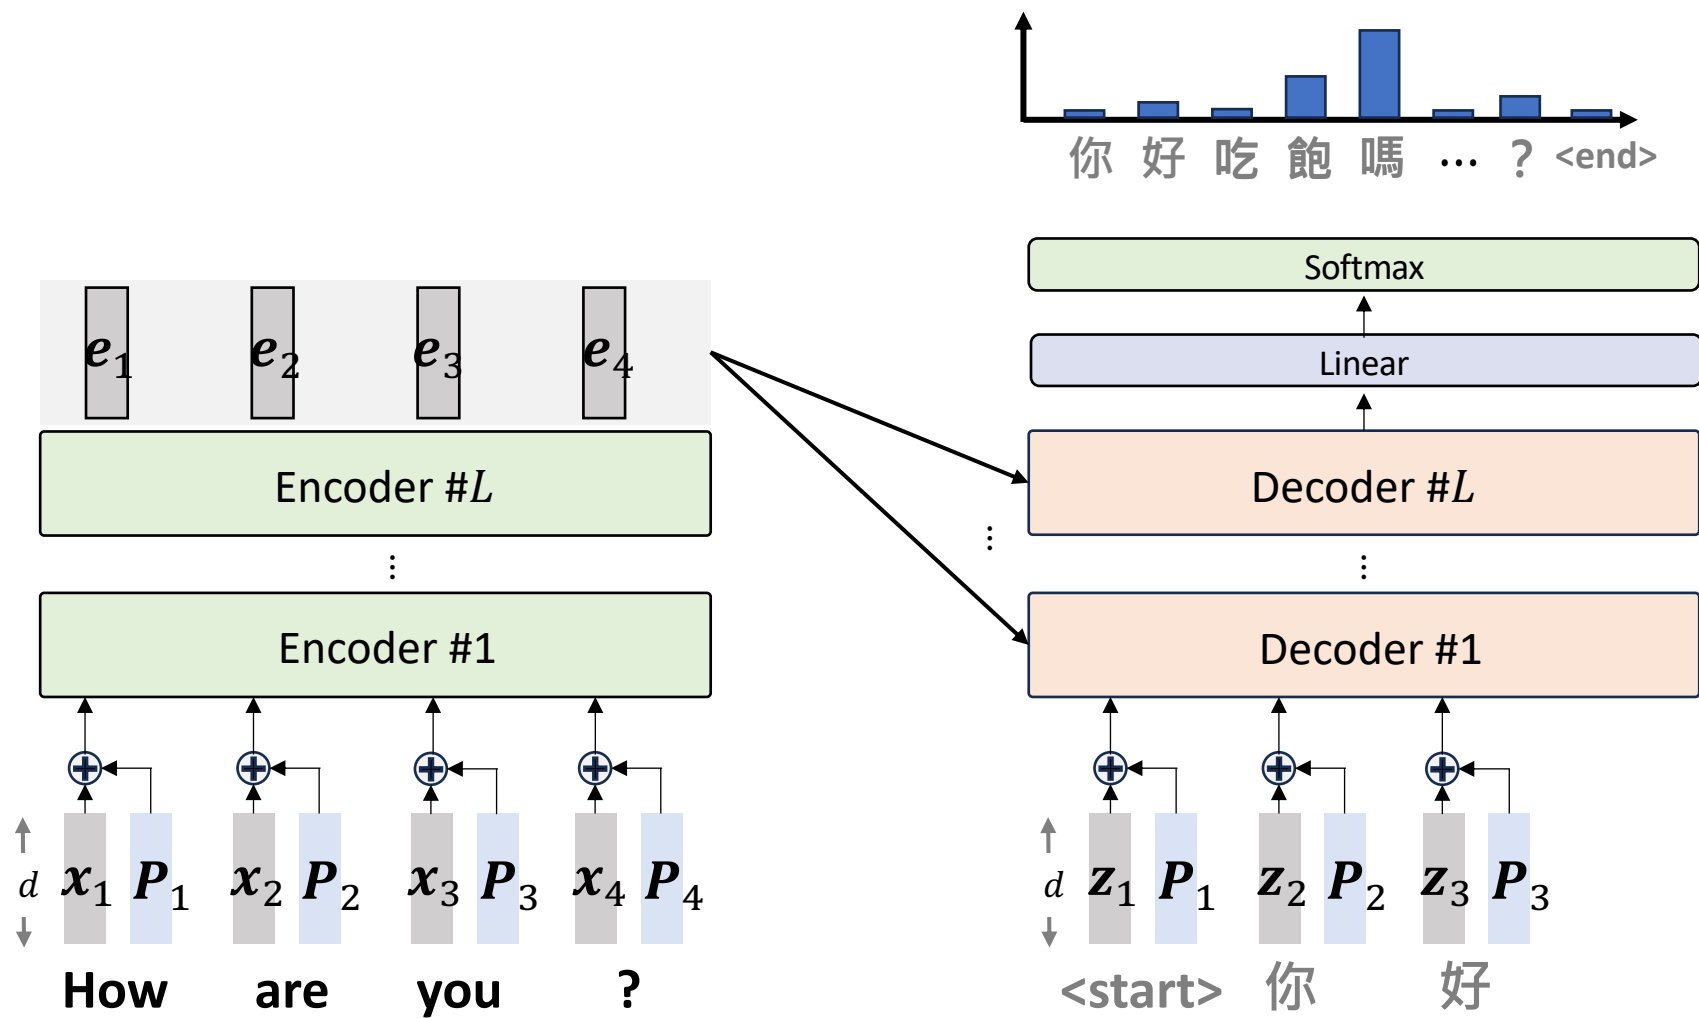 你 好 吃 飽 嗎 … ? <end>
Softmax
Linear
e1 e2 e3 e4
Encoder #L
Decoder #L
⋮
⋮
⋮
Encoder #1
Decoder #1
d x1 P1 x2 P2 x3 P3 x4 P4
d z1 P1 z2 P2 z3 P3
How are you ?
<start> 你 好